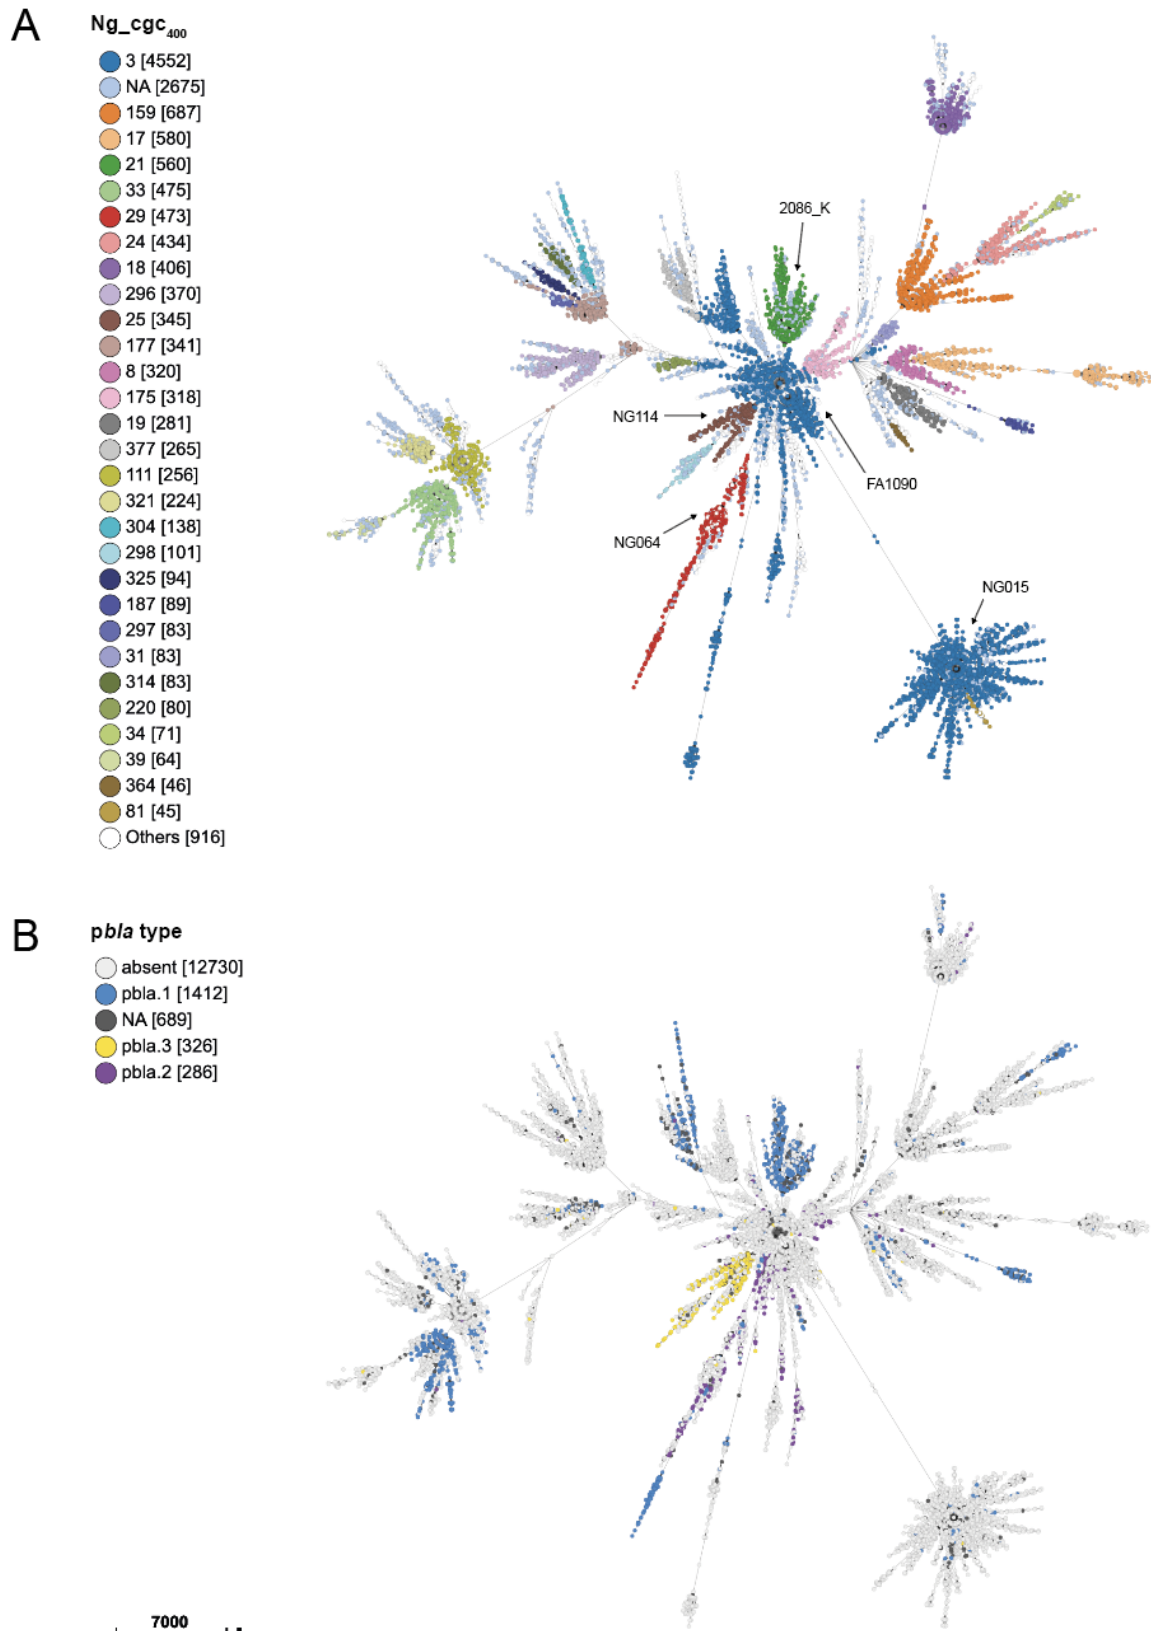 A
Ng_cgc400
3 [4552]
NA [2675]
159 [687]
17 [580]
21 [560]
33 [475]
29 [473]
24 [434]
18 [406]
296 [370]
25 [345]
177 [341]
8 [320]
175 [318]
19 [281]
377 [265]
111 [256]
321 [224]
304 [138]
298 [101]
325 [94]
187 [89]
297 [83]
31 [83]
314 [83]
220 [80]
34 [71]
39 [64]
364 [46]
81 [45]
Others [916]
2086_K
NG114
FA1090
NG064
NG015
B
pbla type
absent [12730]
pbla.1 [1412]
NA [689]
pbla.3 [326]
pbla.2 [286]
7000